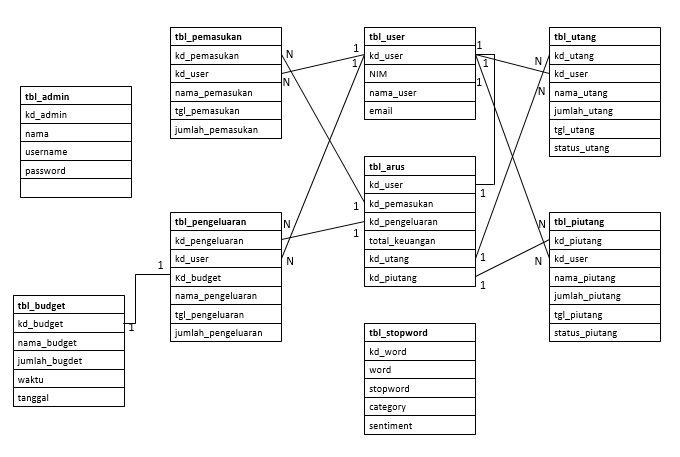 tbl_admin
kd_admin
nama
username
password
tbl_budget
kd_budget
nama_budget
jumlah_bugdet
waktu
tanggal
1
1
tbl_pemasukan
kd_pemasukan
kd_user
nama_pemasukan
tgl_pemasukan
jumlah_pemasukan
N
N
tbl_pengeluaran
kd_pengeluaran
kd_user
Kd_budget
nama_pengeluaran
tgl_pengeluaran
jumlah_pengeluaran
N
N
1
1
tbl_user
kd_user
NIM
nama_user
email
1
1
1
1
1
tbl_arus
kd_user
kd_pemasukan
kd_pengeluaran
total_keuangan
kd_utang
kd_piutang
1
1
1
tbl_stopword
kd_word
word
stopword
category
sentiment
N
N
tbl_utang
kd_utang
kd_user
nama_utang
jumlah_utang
tgl_utang
status_utang
N
N
tbl_piutang
kd_piutang
kd_user
nama_piutang
jumlah_piutang
tgl_piutang
status_piutang